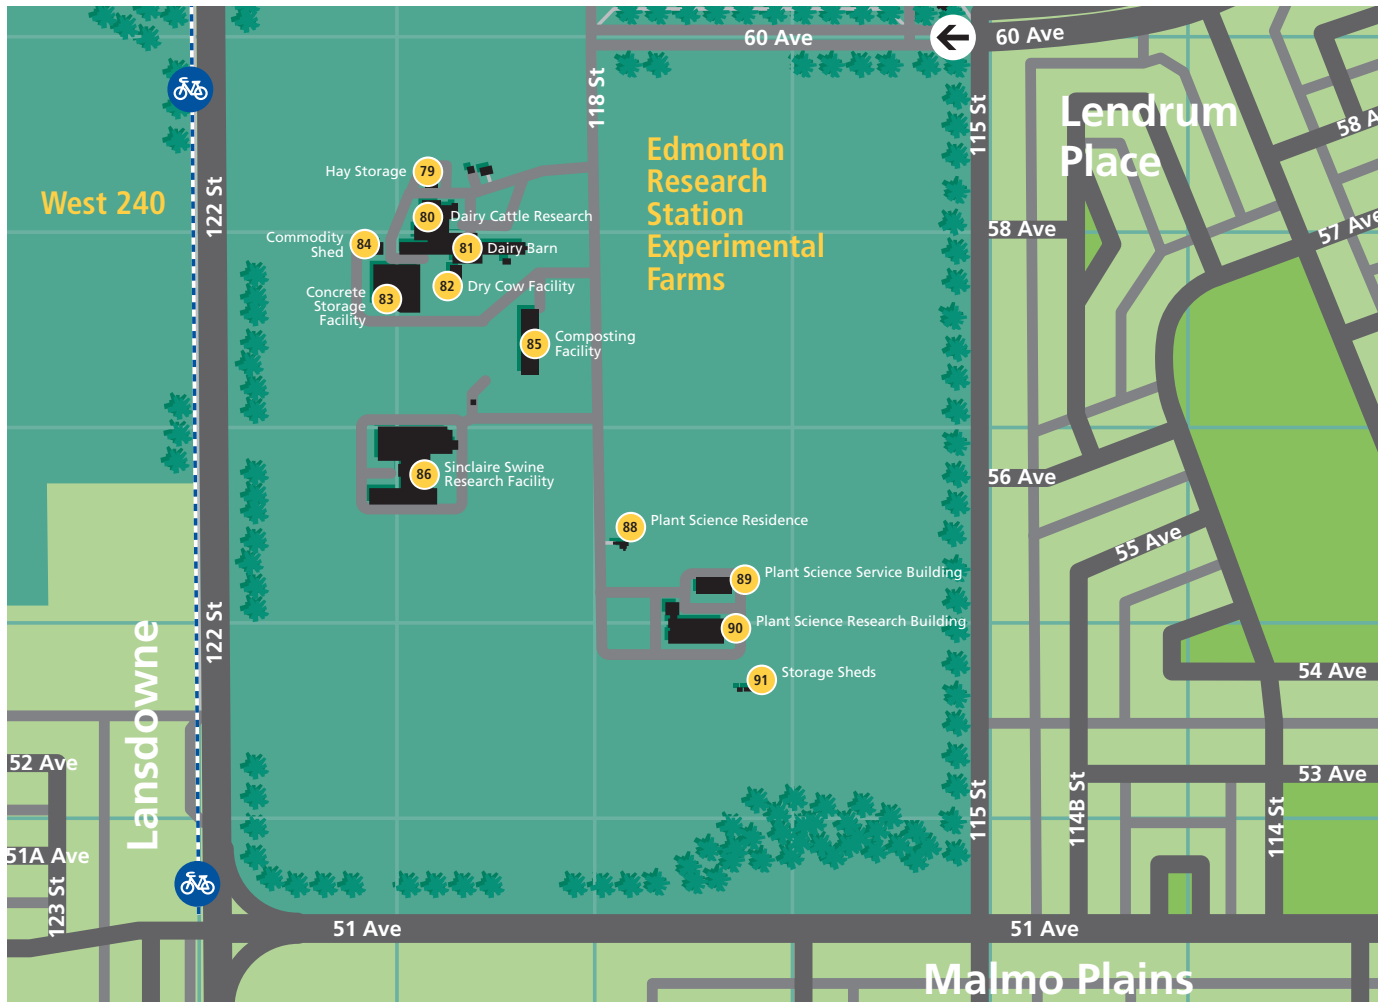 60 Ave
60 Ave
118 St
115 St
Lendrum
Place
58 A
Edmonton
Research
Station
Experimental
Farms
West 240
122 St
Hay Storage
79
80
Dairy Cattle Research
Commodity
Shed
84
81
Dairy Barn
58 Ave
57 Ave
82
Dry Cow Facility
Concrete
Storage
Facility
83
85
Composting
Facility
86
Sinclaire Swine
Research Facility
56 Ave
88
Plant Science Residence
55 Ave
89
Plant Science Service Building
90
Plant Science Research Building
91
Storage Sheds
122 St
Lansdowne
54 Ave
52 Ave
53 Ave
115 St
114B St
114 St
51A Ave
123 St
51 Ave
51 Ave
Malmo Plains